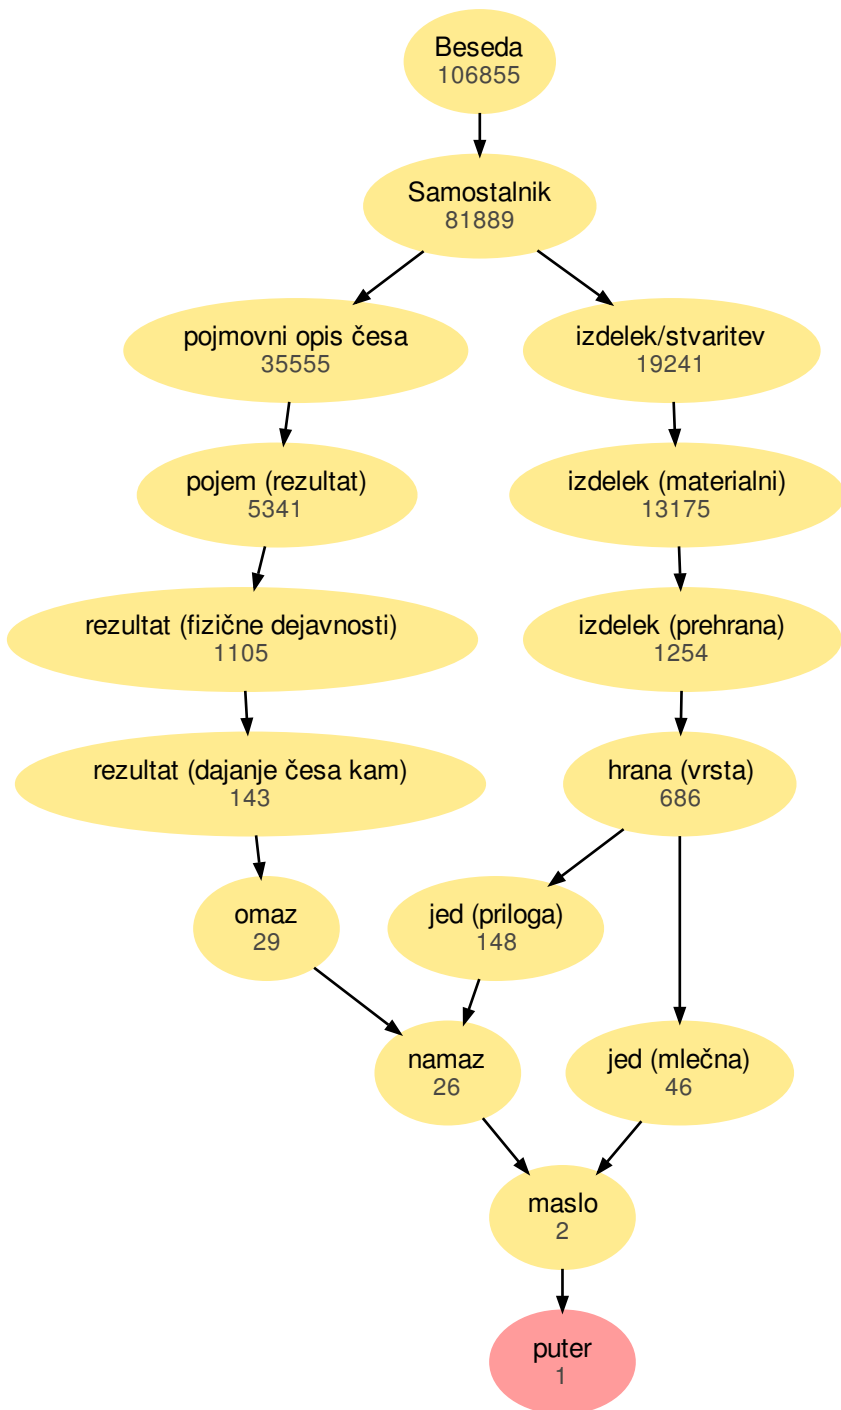 Beseda
106855
Samostalnik
81889
pojmovni opis česa
35555
izdelek/stvaritev
19241
pojem (rezultat)
5341
izdelek (materialni)
13175
rezultat (fizične dejavnosti)
1105
izdelek (prehrana)
1254
rezultat (dajanje česa kam)
143
hrana (vrsta)
686
omaz
29
jed (priloga)
148
namaz
26
jed (mlečna)
46
maslo
2
puter
1